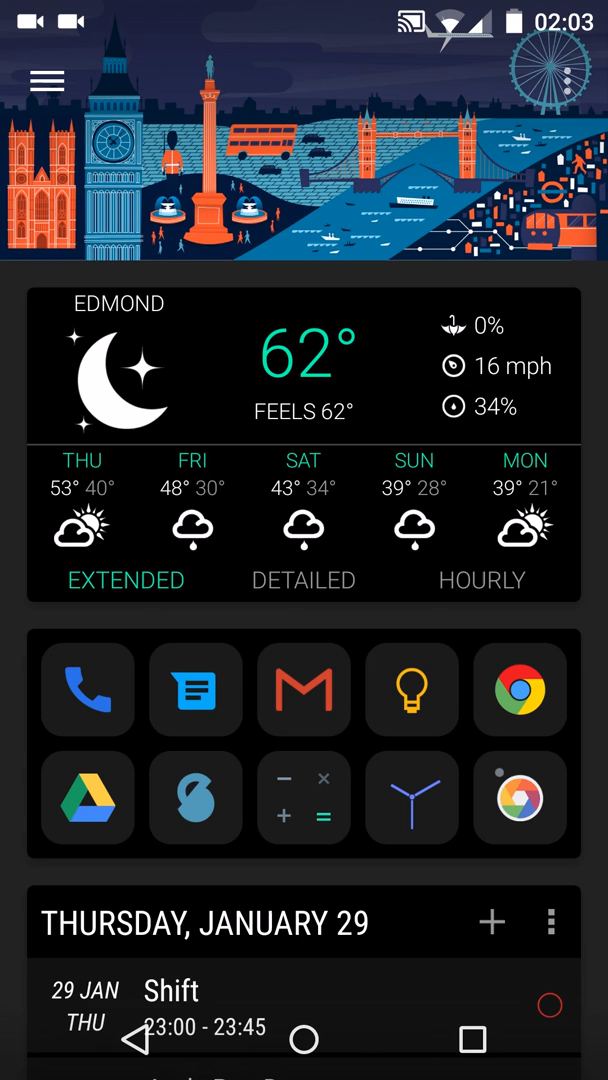 02:03
EDMOND
62°
FEELS 62°
0%
16 mph
34%
THU FRI SAT SUN MON
53° 40° 48° 30° 43° 34° 39° 28° 39° 21°
EXTENDED DETAILED HOURLY
THURSDAY, JANUARY 29
29 JAN
THU
Shift
23:00 - 23:45